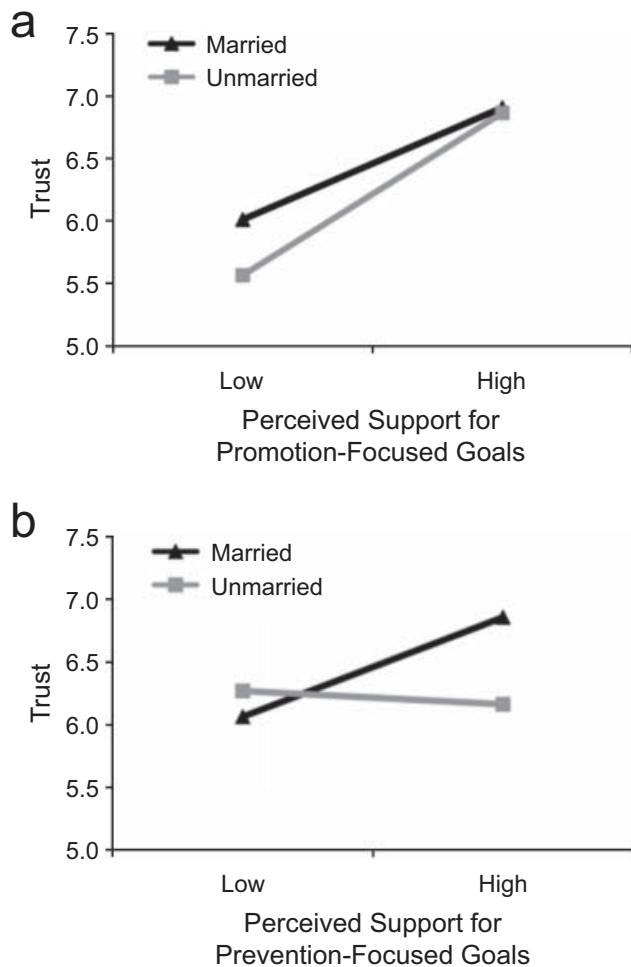 a
7.5
Married
Unmarried
7.0
6.5
Trust
6.0
5.5
5.0
Low
High
Perceived Support for
Promotion-Focused Goals
b
7.5
Married
Unmarried
7.0
6.5
Trust
6.0
5.5
5.0
Low
High
Perceived Support for
Prevention-Focused Goals